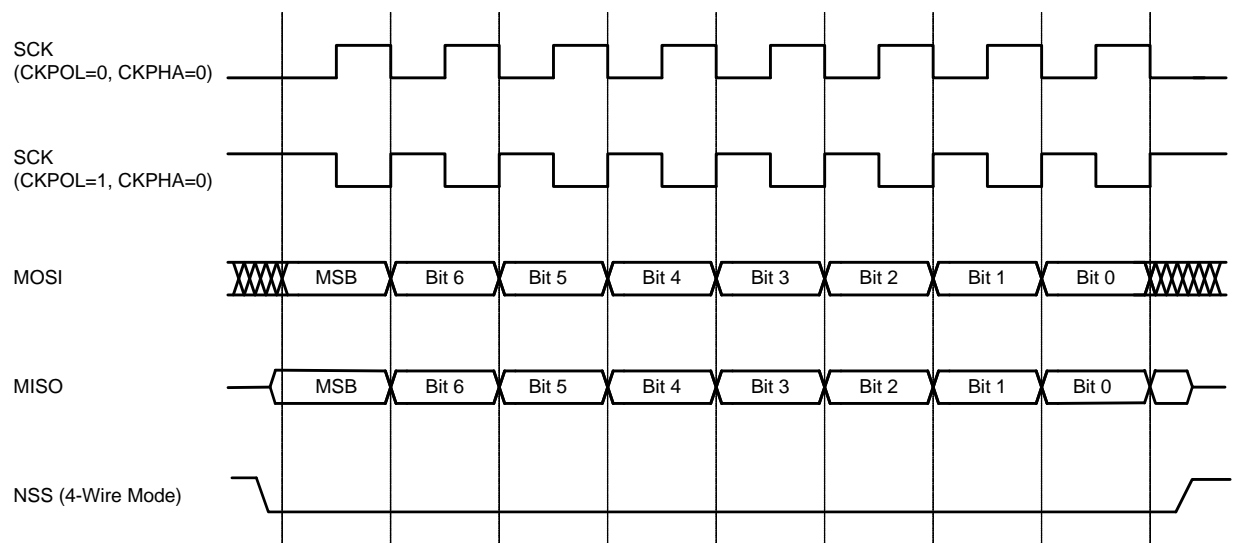 SCK
(CKPOL=0, CKPHA=0)
SCK
(CKPOL=1, CKPHA=0)
MOSI
MSB Bit 6 Bit 5 Bit 4 Bit 3 Bit 2 Bit 1 Bit 0
MISO
MSB Bit 6 Bit 5 Bit 4 Bit 3 Bit 2 Bit 1 Bit 0
NSS (4-Wire Mode)